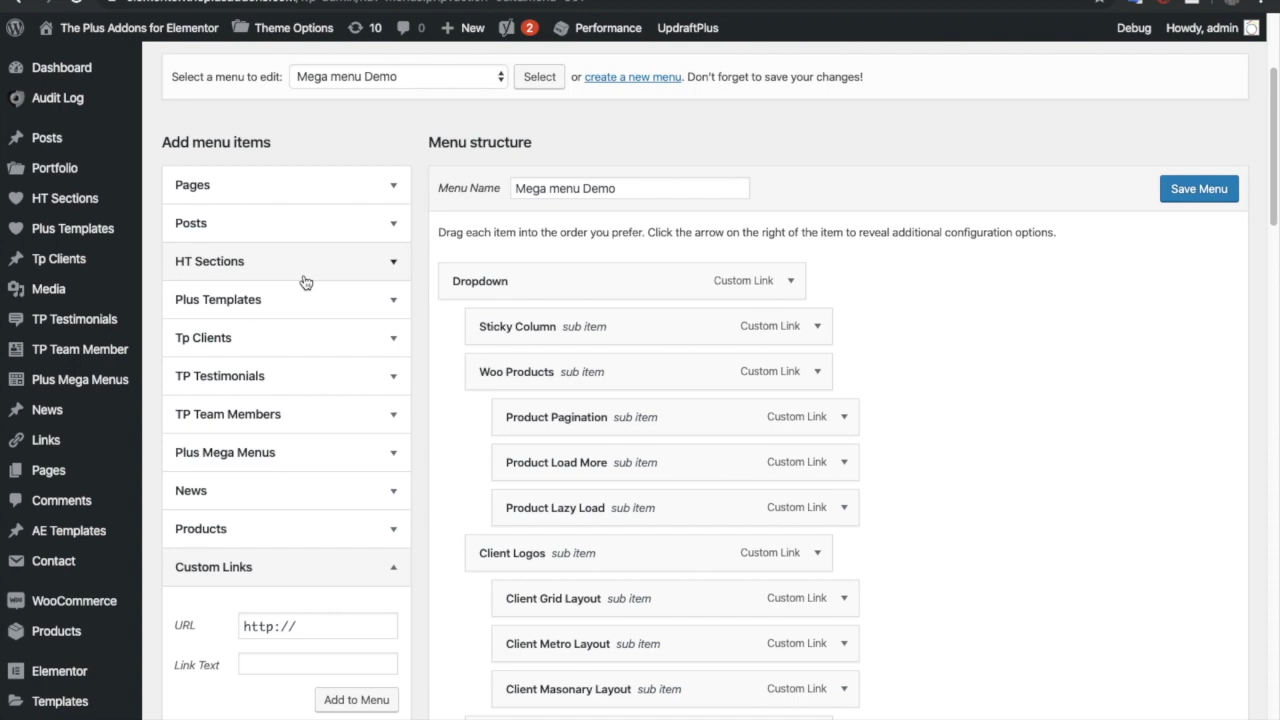 The Plus Addons for Elementor Theme Options 10 0 New 2 Performance UpdraftPlus Debug Howdy, admin
Dashboard
Audit Log
Posts
Portfolio
HT Sections
Plus Templates
Tp Clients
Media
TP Testimonials
TP Team Member
Plus Mega Menus
News
Links
Pages
Comments
AE Templates
Contact
WooCommerce
Products
Elementor
Templates
Select a menu to edit: Mega menu Demo Select or create a new menu. Don't forget to save your changes!
Add menu items
Pages
Posts
HT Sections
Plus Templates
Tp Clients
TP Testimonials
TP Team Members
Plus Mega Menus
News
Products
Custom Links
URL http://
Link Text
Add to Menu
Menu structure
Menu Name Mega menu Demo Save Menu
Drag each item into the order you prefer. Click the arrow on the right of the item to reveal additional configuration options.
Dropdown Custom Link
Sticky Column sub item Custom Link
Woo Products sub item Custom Link
Product Pagination sub item Custom Link
Product Load More sub item Custom Link
Product Lazy Load sub item Custom Link
Client Logos sub item Custom Link
Client Grid Layout sub item Custom Link
Client Metro Layout sub item Custom Link
Client Masonary Layout sub item Custom Link